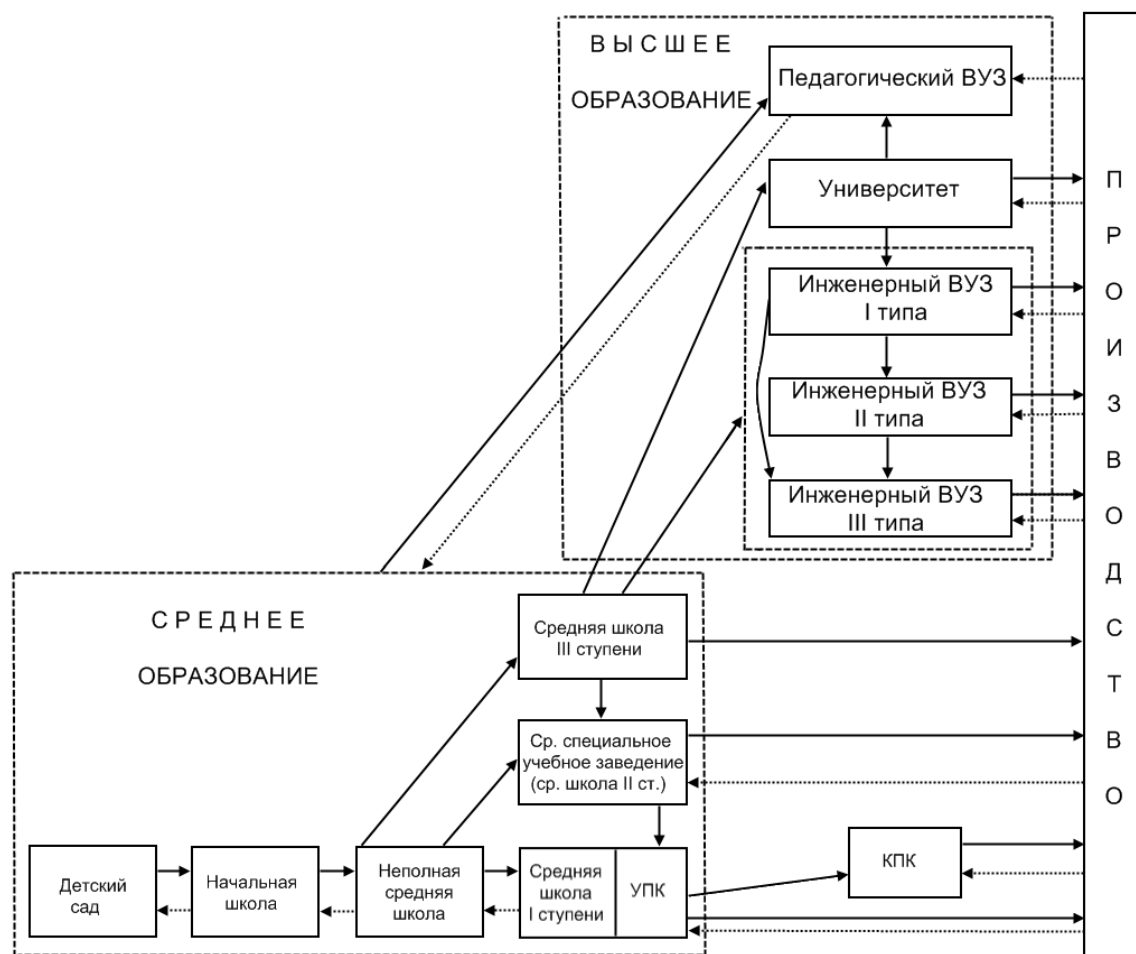 В Ы С Ш Е Е
ОБРАЗОВАНИЕ
Педагогический ВУЗ
Университет
Инженерный ВУЗ
I типа
Инженерный ВУЗ
II типа
Инженерный ВУЗ
III типа
П
Р
О
И
З
В
О
Д
С
Т
В
О
С Р Е Д Н Е Е
ОБРАЗОВАНИЕ
Средняя школа
III ступени
Ср. специальное
учебное заведение
(ср. школа II ст.)
Детский
сад
Начальная
школа
Неполная
средняя
школа
Средняя
школа
I ступени
УПК
КПК